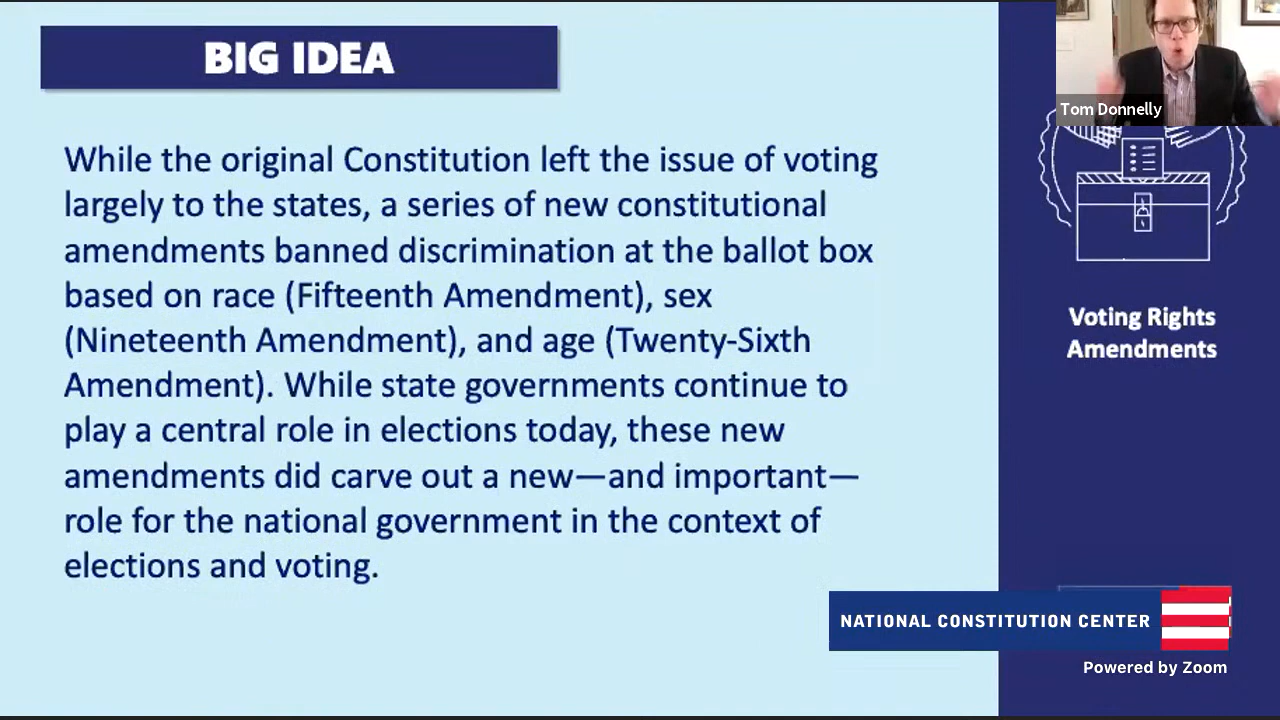 BIG IDEA
While the original Constitution left the issue of voting
largely to the states, a series of new constitutional
amendments banned discrimination at the ballot box
based on race (Fifteenth Amendment), sex
(Nineteenth Amendment), and age (Twenty-Sixth
Amendment). While state governments continue to
play a central role in elections today, these new
amendments did carve out a new—and important—
role for the national government in the context of
elections and voting.
Tom Donnelly
Voting Rights
Amendments
NATIONAL CONSTITUTION CENTER
Powered by Zoom